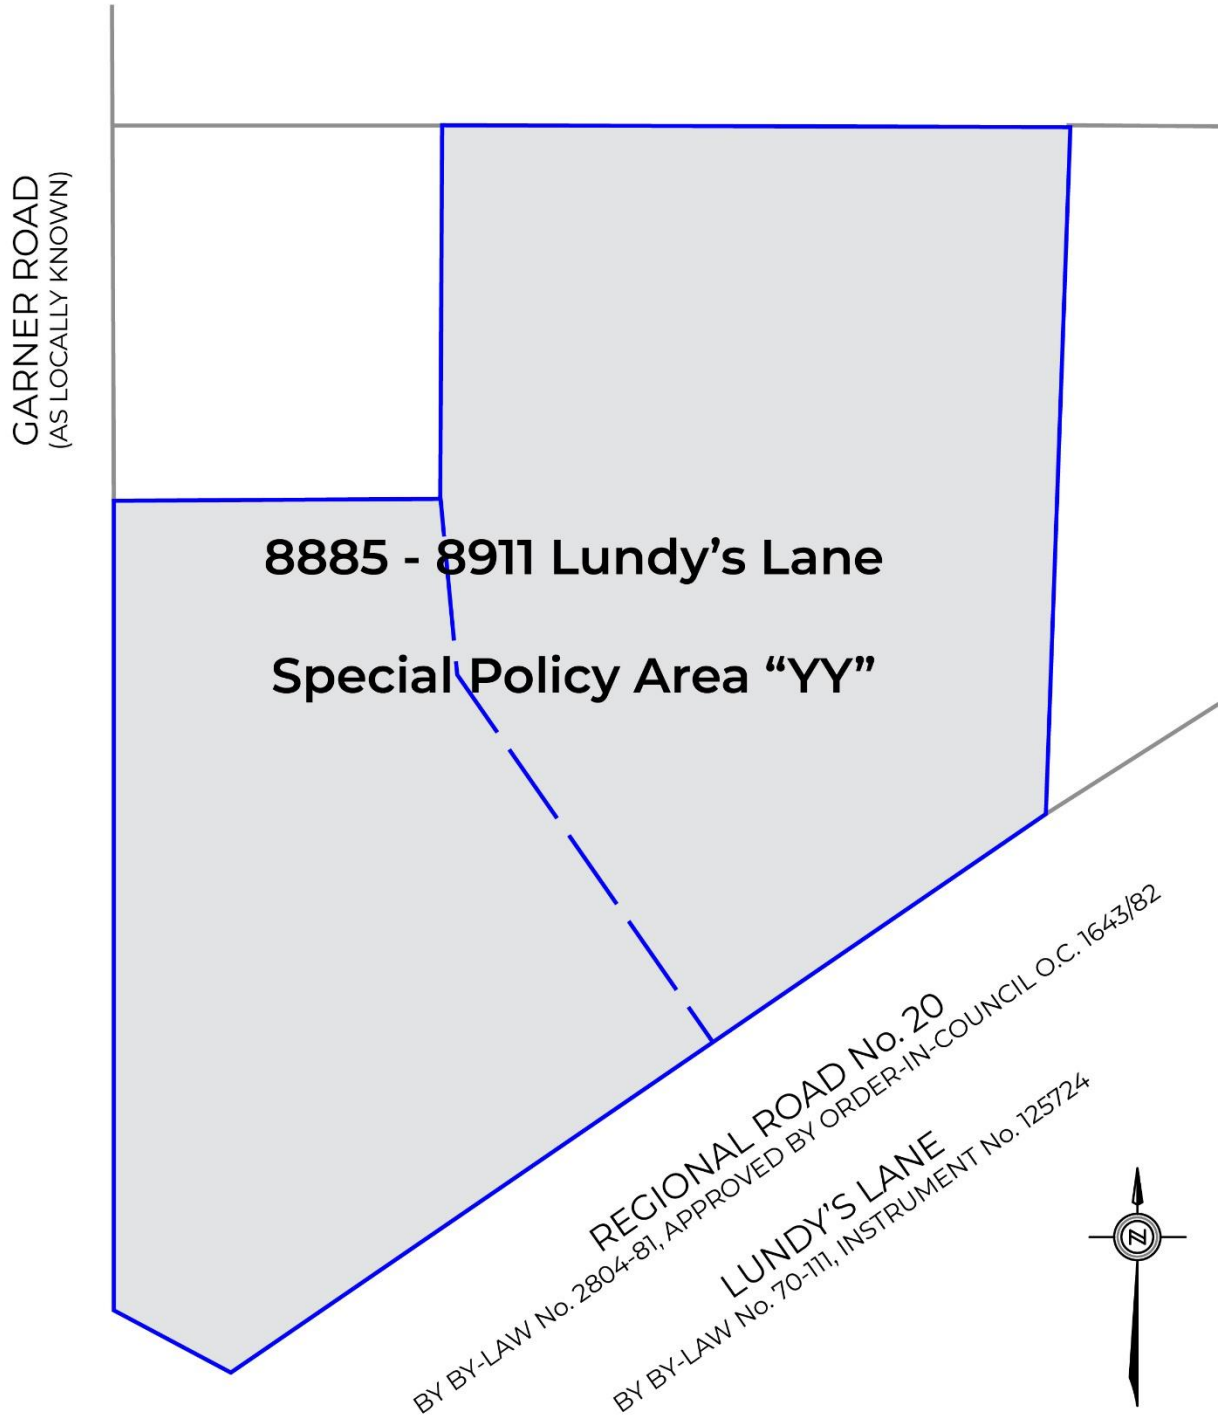 GARNER ROAD
(AS LOCALLY KNOWN)
8885 - 8911 Lundy’s Lane
Special Policy Area “YY”
REGIONAL ROAD No. 20
BY BY-LAW No. 2804-81, APPROVED BY ORDER-IN-COUNCIL O.C. 1643/82
LUNDY’S LANE
BY BY-LAW No. 70-111, INSTRUMENT No. 125724
N